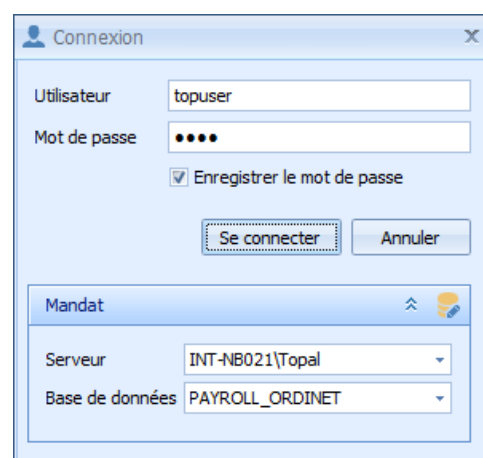 Connexion
Utilisateur topuser
Mot de passe ••••
Enregistrer le mot de passe
Se connecter Annuler
Mandat
Serveur INT-NB021\Topal
Base de données PAYROLL_ORDINET